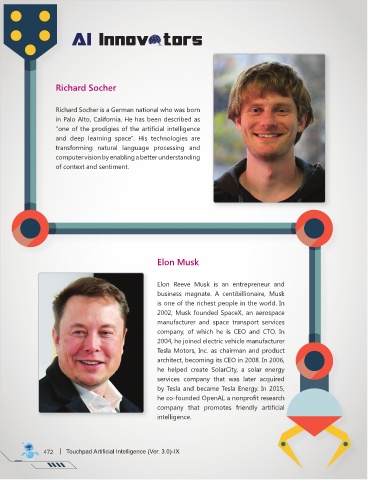 AI Innovators
Richard Socher
Richard Socher is a German national who was born
in Palo Alto, California. He has been described as
"one of the prodigies of the artificial intelligence
and deep learning space". His technologies are
transforming natural language processing and
computer vision by enabling a better understanding
of context and sentiment.
Elon Musk
Elon Reeve Musk is an entrepreneur and
business magnate. A centibillionaire, Musk
is one of the richest people in the world. In
2002, Musk founded SpaceX, an aerospace
manufacturer and space transport services
company, of which he is CEO and CTO. In
2004, he joined electric vehicle manufacturer
Tesla Motors, Inc. as chairman and product
architect, becoming its CEO in 2008. In 2006,
he helped create SolarCity, a solar energy
services company that was later acquired
by Tesla and became Tesla Energy. In 2015,
he co-founded OpenAI, a nonprofit research
company that promotes friendly artificial
intelligence.
472 | Touchpad Artificial Intelligence (Ver. 3.0)-IX